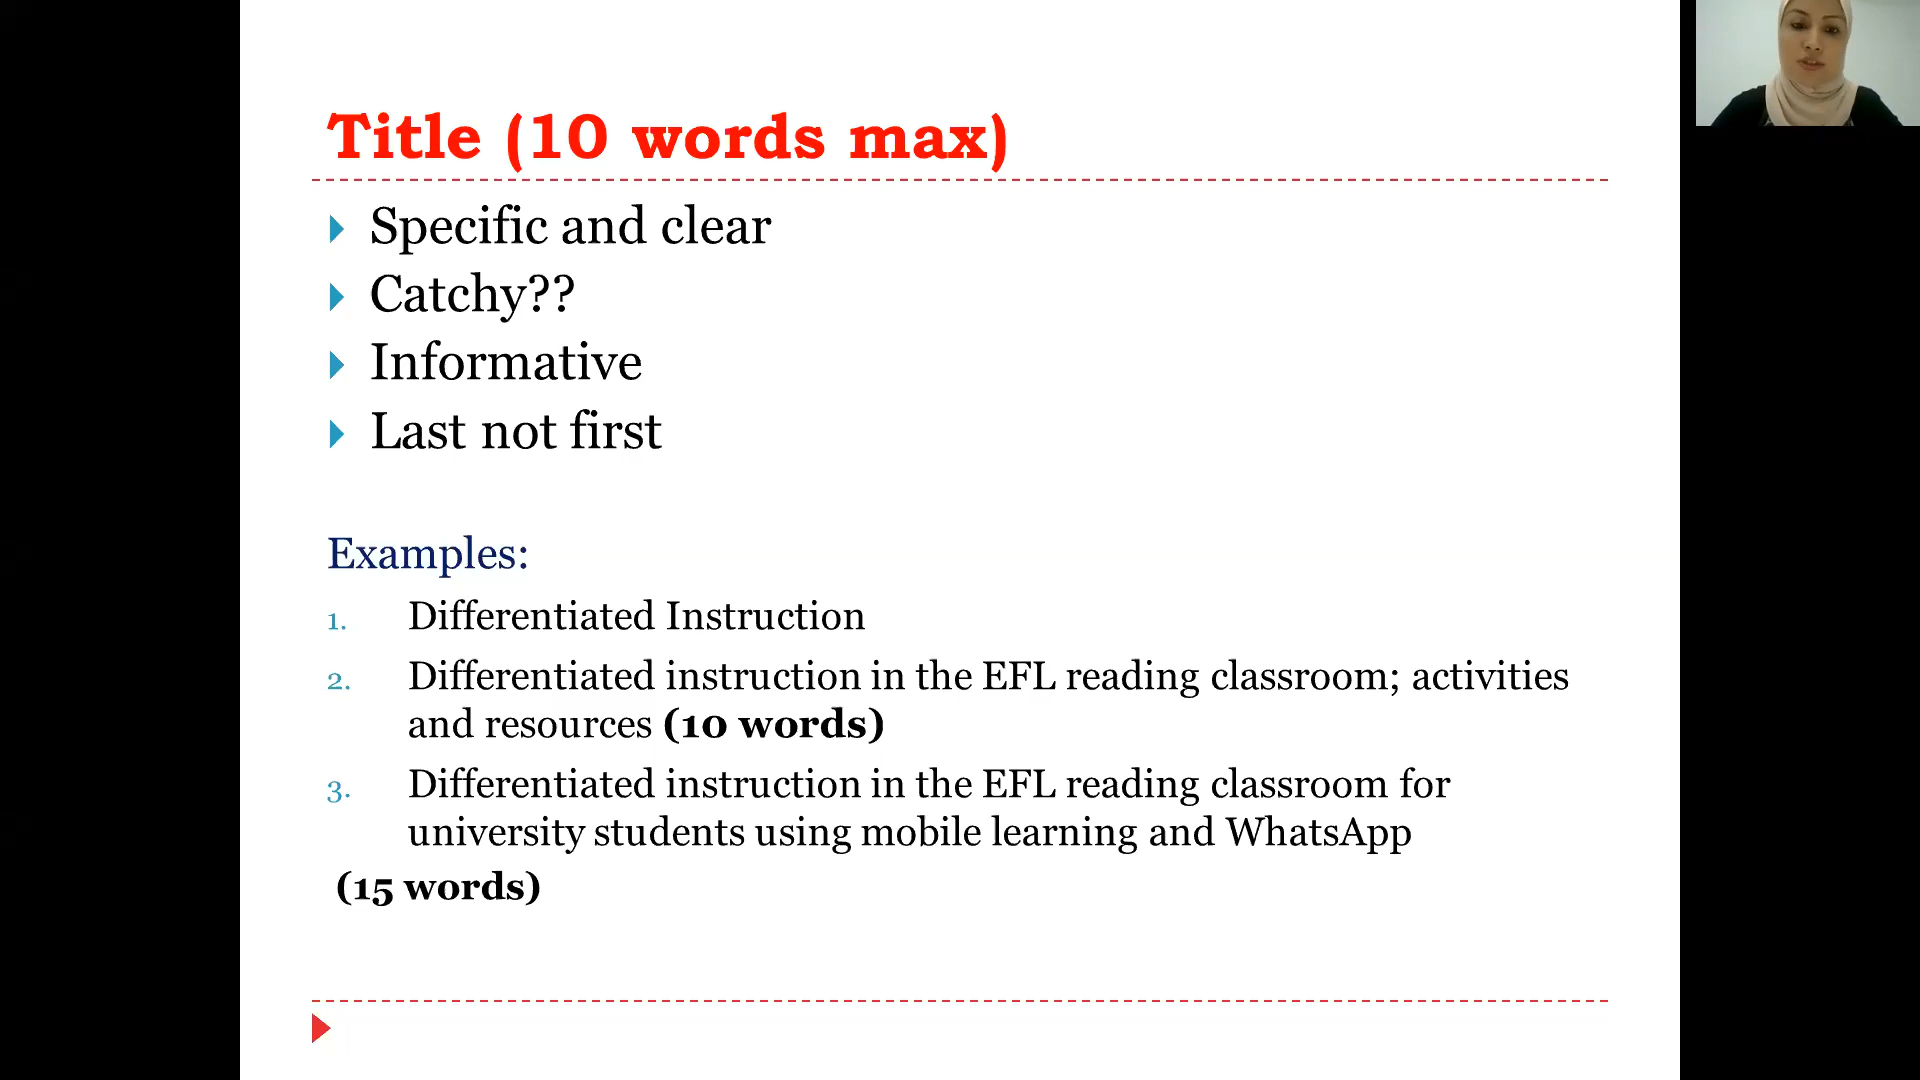 Title (10 words max)
Specific and clear
Catchy??
Informative
Last not first
Examples:
1. Differentiated Instruction
2. Differentiated instruction in the EFL reading classroom; activities
and resources (10 words)
3. Differentiated instruction in the EFL reading classroom for
university students using mobile learning and WhatsApp
(15 words)